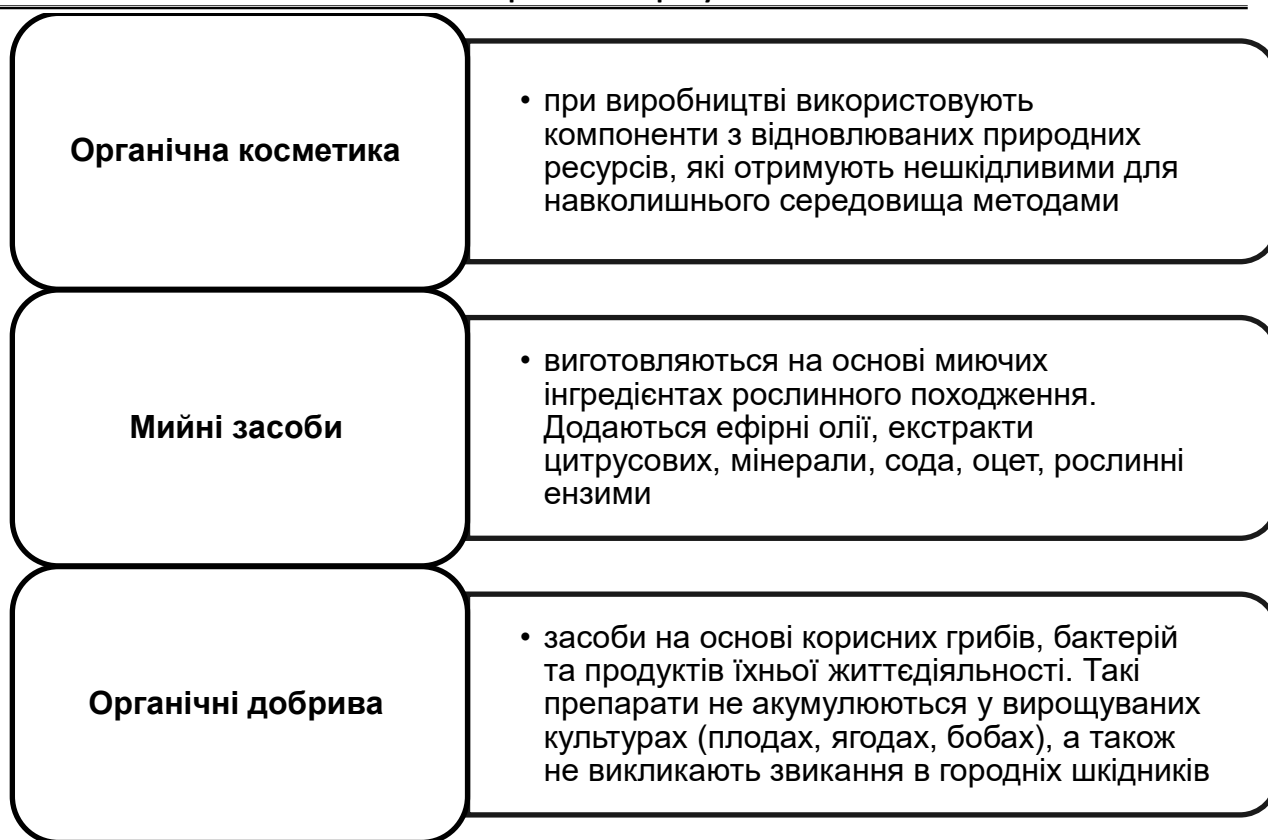 Органічна косметика
• при виробництві використовують
компоненти з відновлюваних природних
ресурсів, які отримують нешкідливими для
навколишнього середовища методами
Мийні засоби
• виготовляються на основі миючих
інгредієнтах рослинного походження.
Додаються ефірні олії, екстракти
цитрусових, мінерали, сода, оцет, рослинні
ензими
Органічні добрива
• засоби на основі корисних грибів, бактерій
та продуктів їхньої життєдіяльності. Такі
препарати не акумулюються у вирощуваних
культурах (плодах, ягодах, бобах), а також
не викликають звикання в городніх шкідників